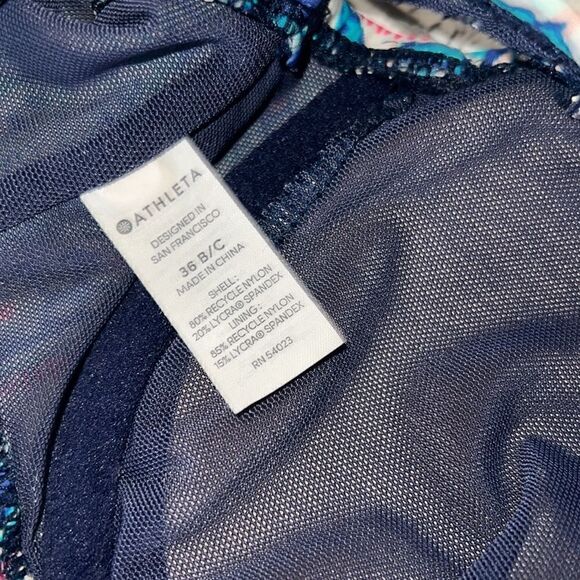 ATHLETA
DESIGNED IN
SAN FRANCISCO
36 B/C
MADE IN CHINA
SHELL:
80% RECYCLE NYLON
20% LYCRA® SPANDEX
LINING:
85% RECYCLE NYLON
15% LYCRA® SPANDEX
RN 54023